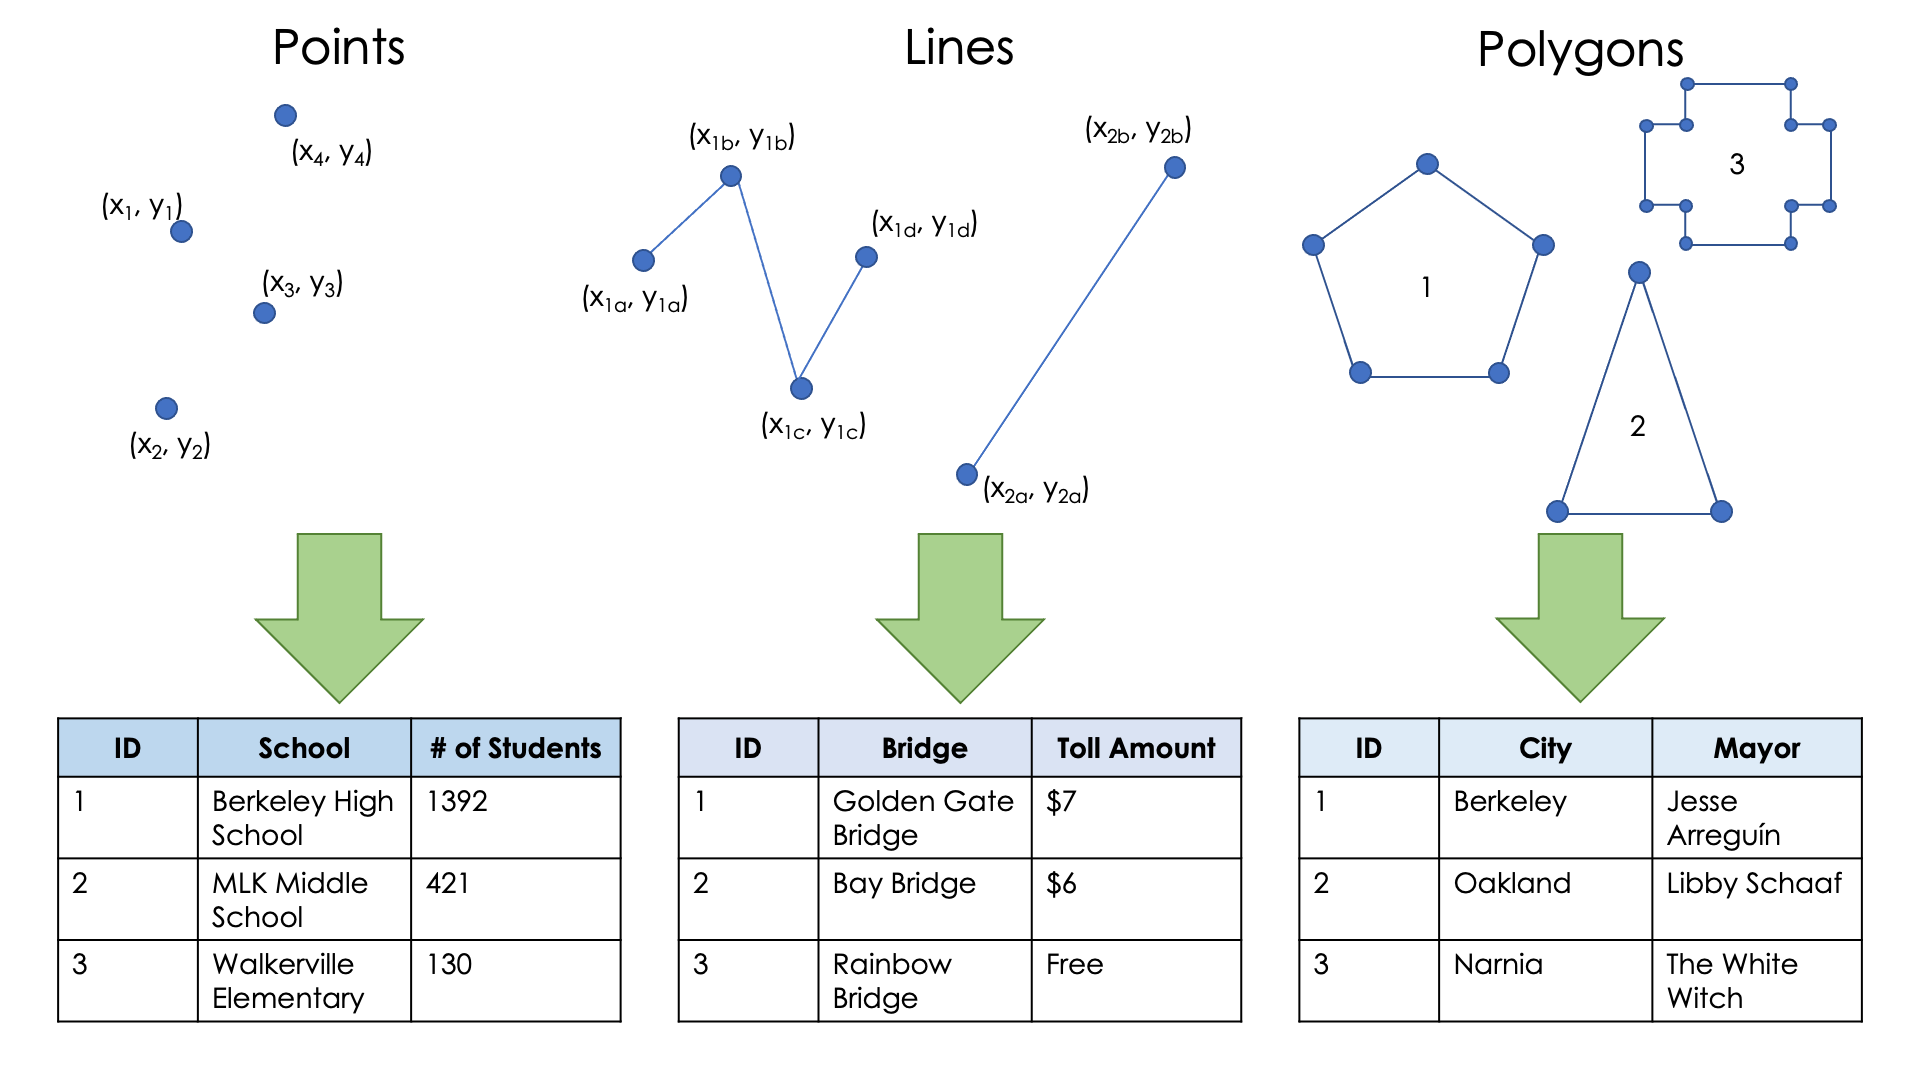 Points
Lines
Polygons
(x4, y4)
(x1, y1)
(x3, y3)
(x2, y2)
(x1b, y1b)
(x2b, y2b)
(x1d, y1d)
(x1a, y1a)
(x1c, y1c)
(x2a, y2a)
3
1
2
ID School # of Students
1 Berkeley High School 1392
2 MLK Middle School 421
3 Walkerville Elementary 130
ID Bridge Toll Amount
1 Golden Gate Bridge $7
2 Bay Bridge $6
3 Rainbow Bridge Free
ID City Mayor
1 Berkeley Jesse Arreguín
2 Oakland Libby Schaaf
3 Narnia The White Witch